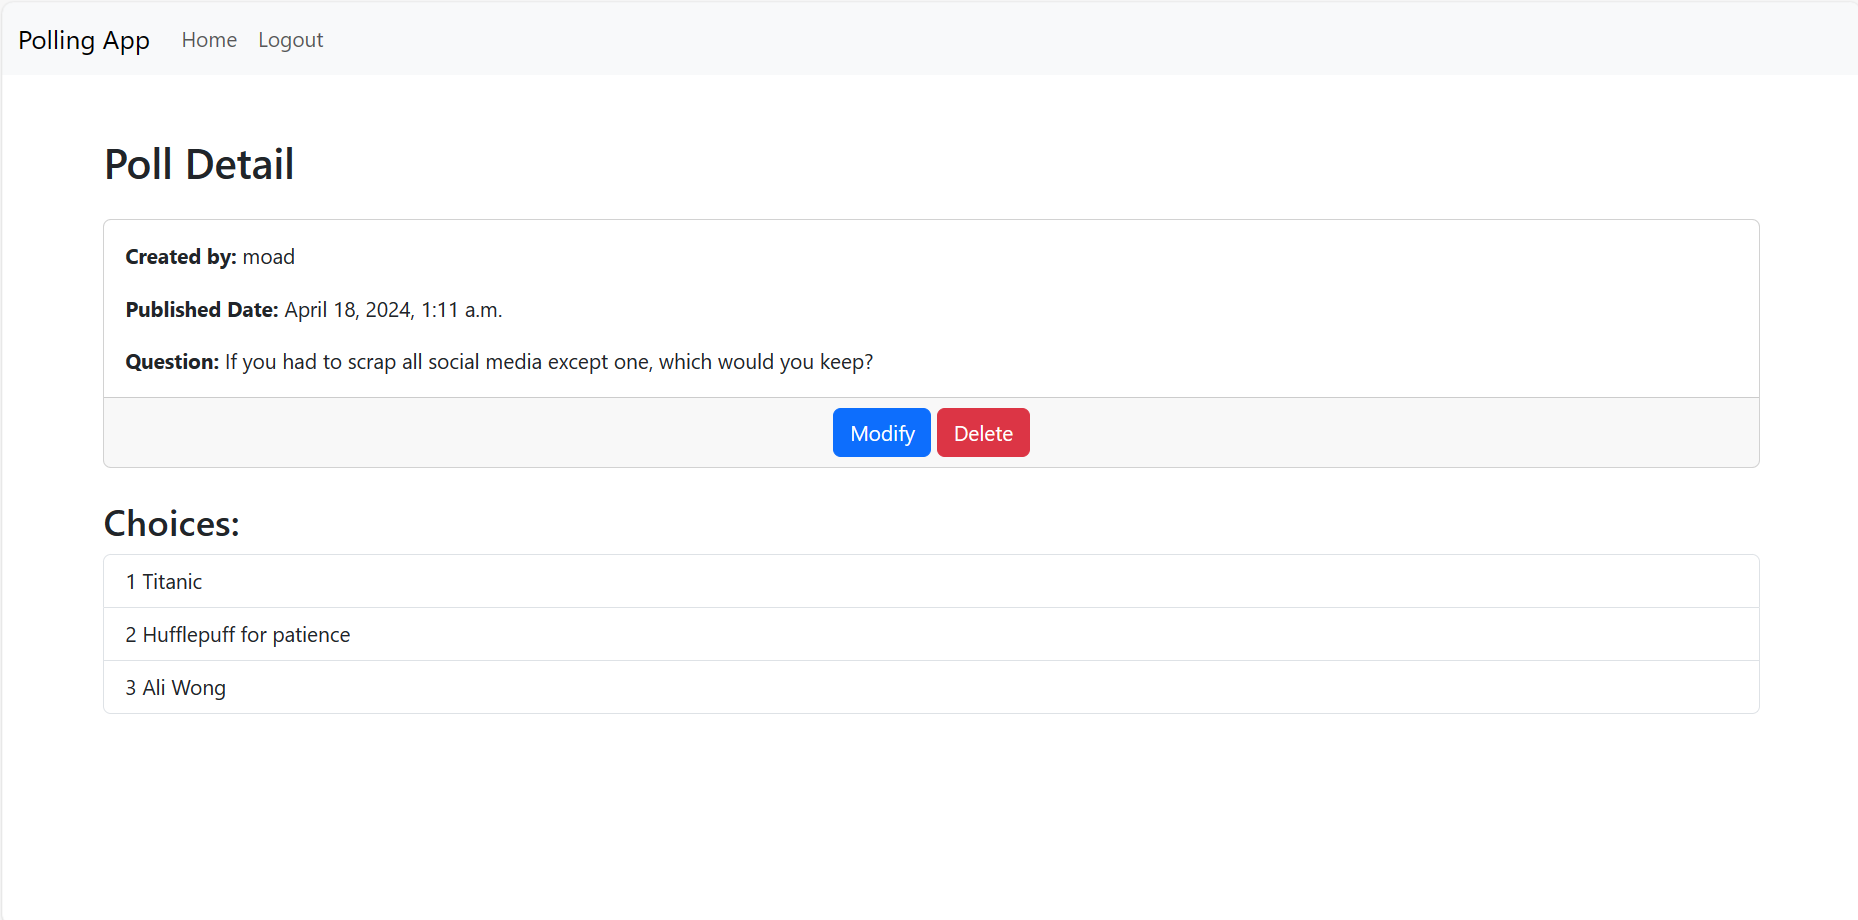 Polling App Home Logout
Poll Detail
Created by: moad
Published Date: April 18, 2024, 1:11 a.m.
Question: If you had to scrap all social media except one, which would you keep?
Modify Delete
Choices:
1 Titanic
2 Hufflepuff for patience
3 Ali Wong